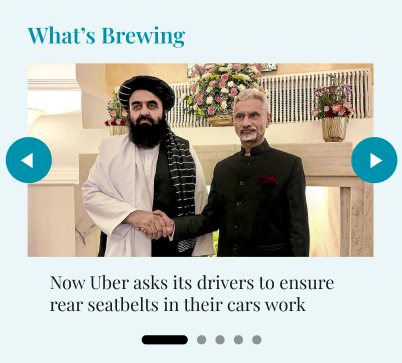 What’s Brewing
Now Uber asks its drivers to ensure
rear seatbelts in their cars work